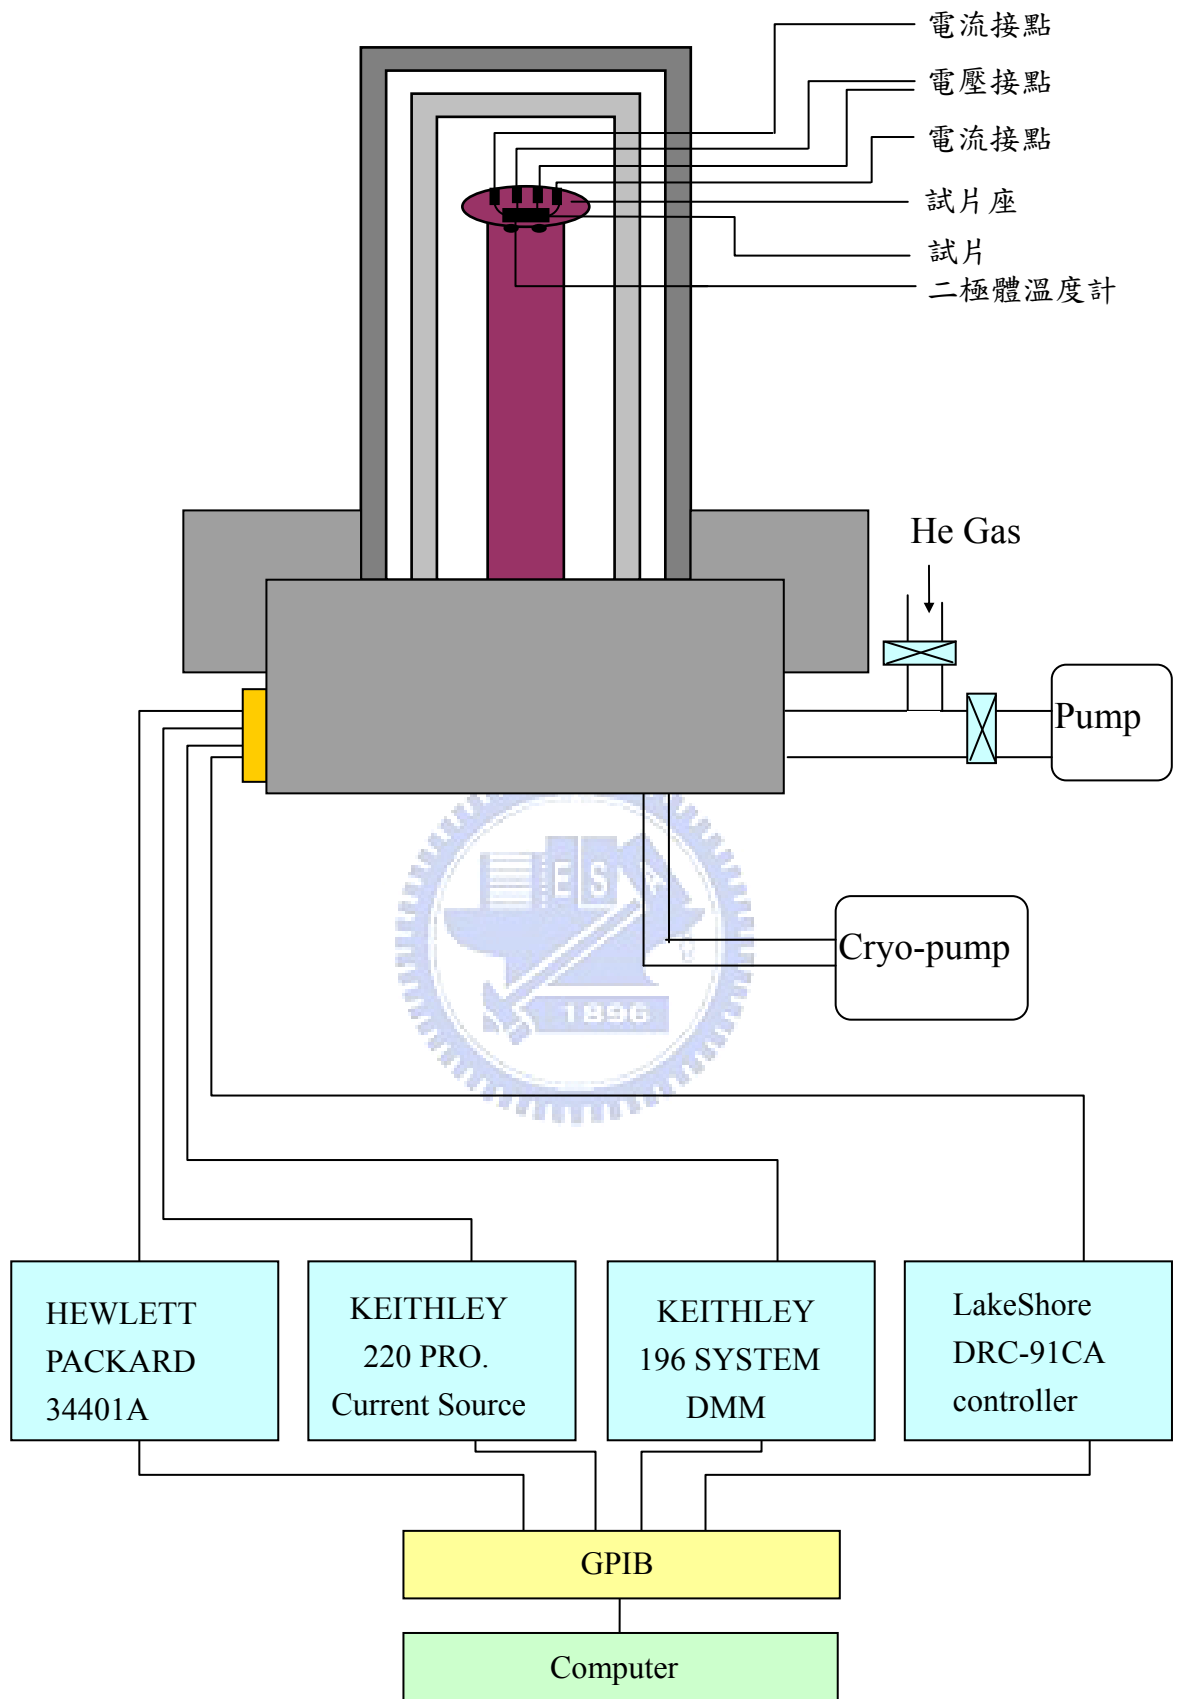 電流接點
電壓接點
電流接點
試片座
試片
二極體溫度計
He Gas
Pump
E S A
Cryo-pump
1896
HEWLETT
PACKARD
34401A
KEITHLEY
220 PRO.
Current Source
KEITHLEY
196 SYSTEM
DMM
LakeShore
DRC-91CA
controller
GPIB
Computer